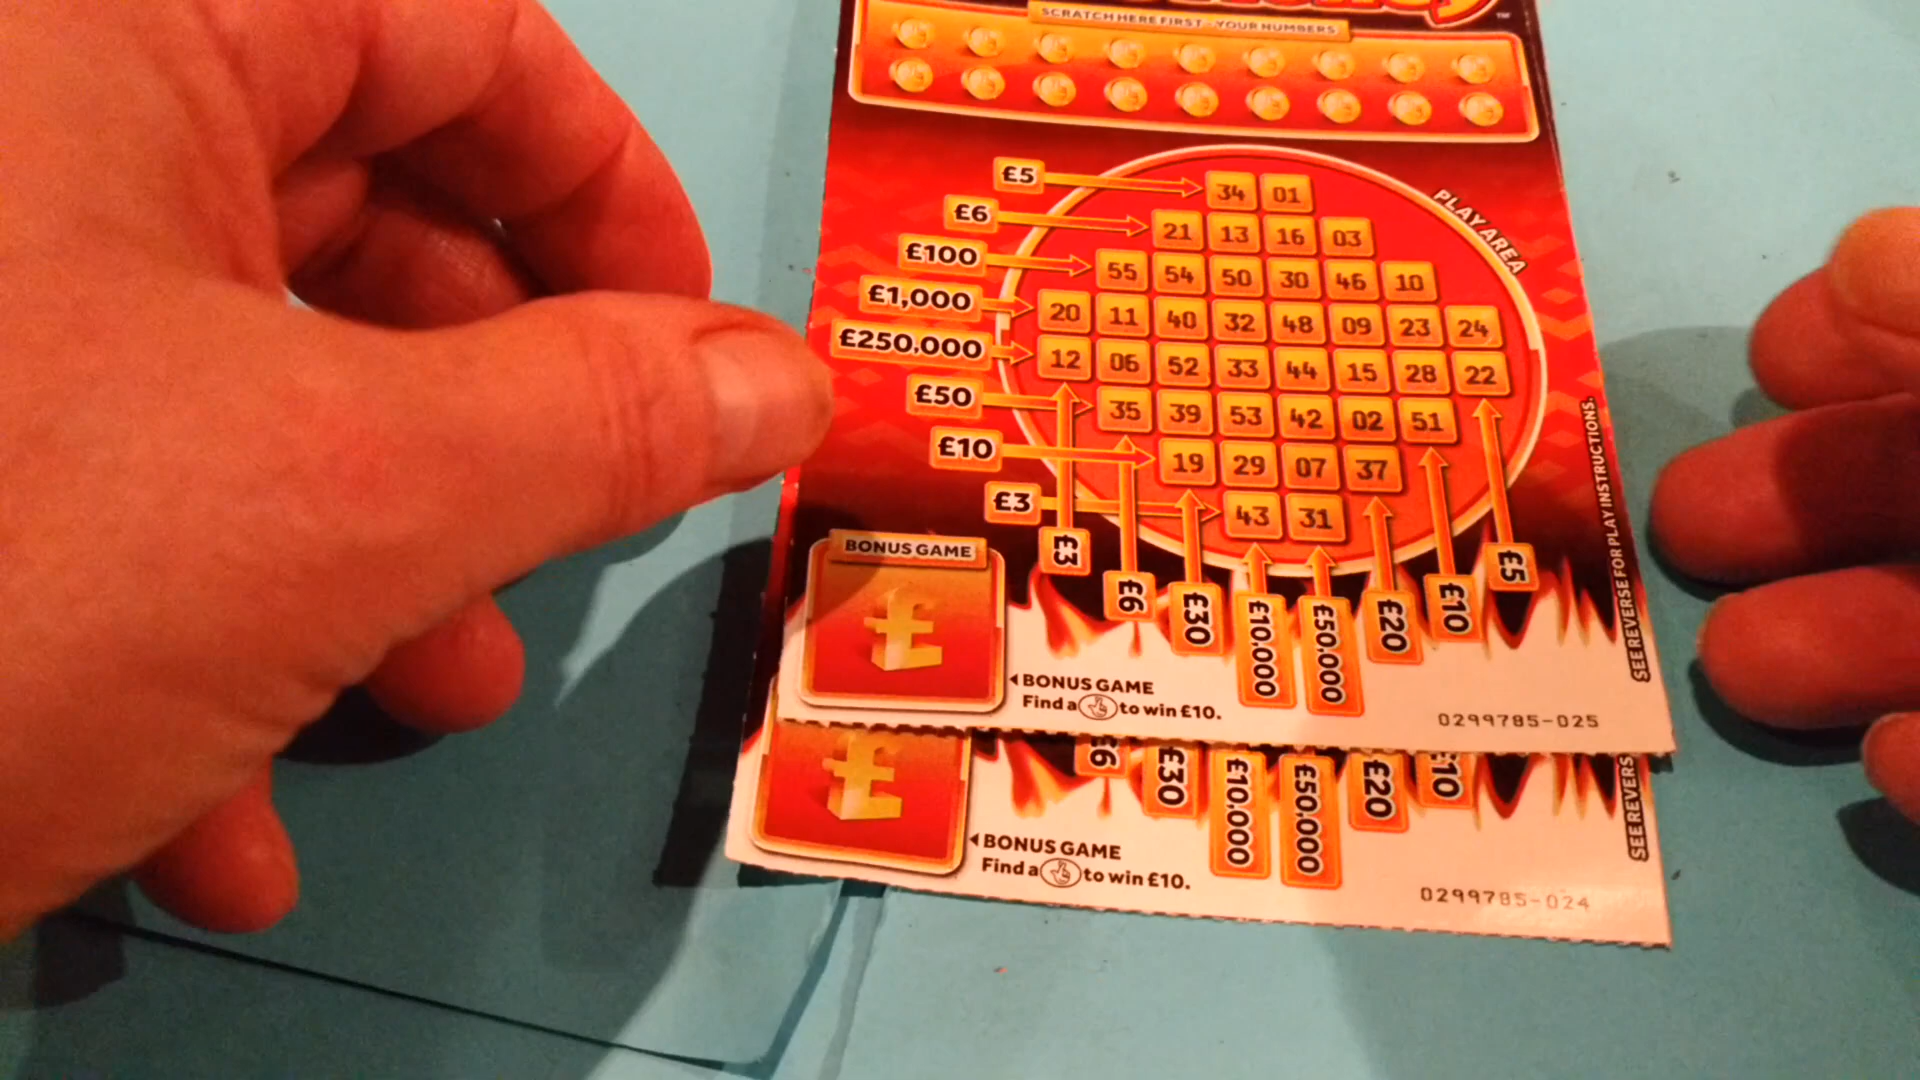 SCRATCH HERE FIRST - YOUR NUMBERS
PLAY AREA
£5 34 01
£6 21 13 16 03
£100 55 54 50 30 46 10
£1,000 20 11 40 32 48 09 23 24
£250,000 12 06 52 33 44 15 28 22
£50 35 39 53 42 02 51
£10 19 29 07 37
£3 43 31
£3 £6 £30 £10,000 £50,000 £20 £10 £5
BONUS GAME
£
BONUS GAME
Find a to win £10.
0299785-025
SEE REVERSE FOR PLAY INSTRUCTIONS.
£6 £30 £10,000 £50,000 £20 £10
£
BONUS GAME
Find a to win £10.
0299785-024
SEE REVERS